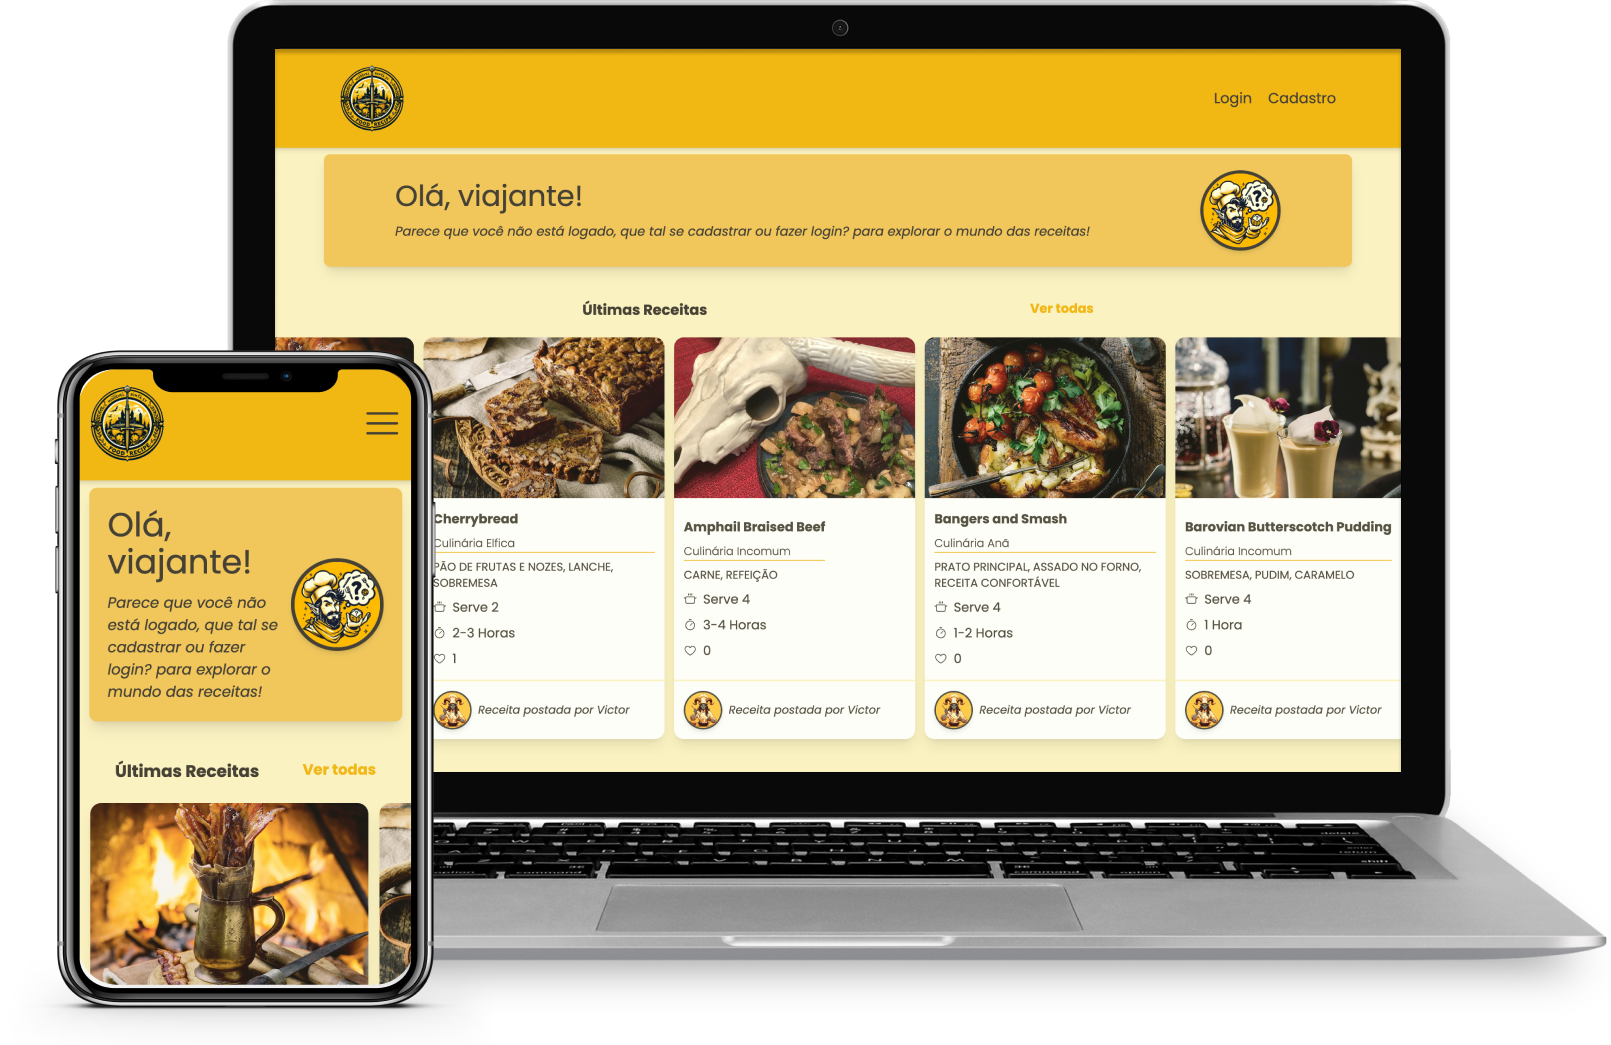 Login Cadastro
Olá, viajante!
Parece que você não está logado, que tal se cadastrar ou fazer login? para explorar o mundo das receitas!
Últimas Receitas
Ver todas
Cherrybread
Culinária Elfica
PÃO DE FRUTAS E NOZES, LANCHE,
SOBREMESA
Serve 2
2-3 Horas
1
Receita postada por Victor
Amphail Braised Beef
Culinária Incomum
CARNE, REFEIÇÃO
Serve 4
3-4 Horas
0
Receita postada por Victor
Bangers and Smash
Culinária Anã
PRATO PRINCIPAL, ASSADO NO FORNO,
RECEITA CONFORTÁVEL
Serve 4
1-2 Horas
0
Receita postada por Victor
Barovian Butterscotch Pudding
Culinária Incomum
SOBREMESA, PUDIM, CARAMELO
Serve 4
1 Hora
0
Receita postada por Victor
FOOD RECIPE
Olá,
viajante!
Parece que você não
está logado, que tal se
cadastrar ou fazer
login? para explorar o
mundo das receitas!
Últimas Receitas
Ver todas